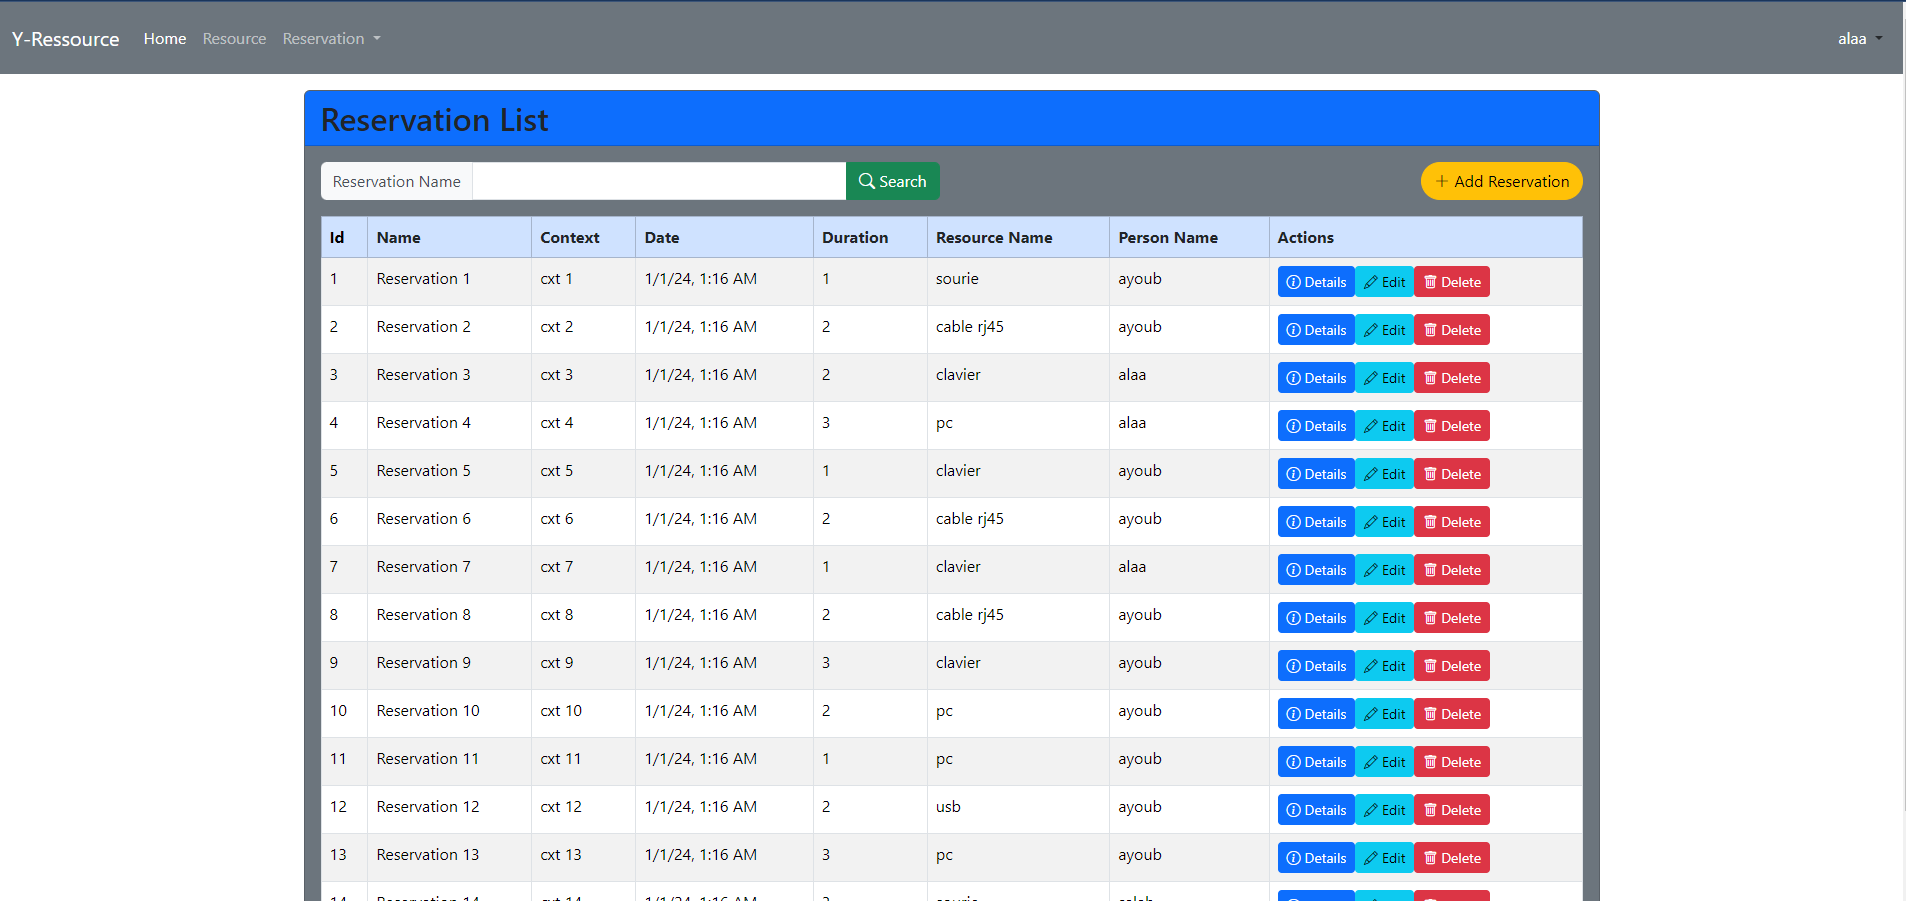 Y-Ressource Home Resource Reservation alaa
Reservation List
Reservation Name Search Add Reservation
Id Name Context Date Duration Resource Name Person Name Actions
1 Reservation 1 cxt 1 1/1/24, 1:16 AM 1 sourie ayoub Details Edit Delete
2 Reservation 2 cxt 2 1/1/24, 1:16 AM 2 cable rj45 ayoub Details Edit Delete
3 Reservation 3 cxt 3 1/1/24, 1:16 AM 2 clavier alaa Details Edit Delete
4 Reservation 4 cxt 4 1/1/24, 1:16 AM 3 pc alaa Details Edit Delete
5 Reservation 5 cxt 5 1/1/24, 1:16 AM 1 clavier ayoub Details Edit Delete
6 Reservation 6 cxt 6 1/1/24, 1:16 AM 2 cable rj45 ayoub Details Edit Delete
7 Reservation 7 cxt 7 1/1/24, 1:16 AM 1 clavier alaa Details Edit Delete
8 Reservation 8 cxt 8 1/1/24, 1:16 AM 2 cable rj45 ayoub Details Edit Delete
9 Reservation 9 cxt 9 1/1/24, 1:16 AM 3 clavier ayoub Details Edit Delete
10 Reservation 10 cxt 10 1/1/24, 1:16 AM 2 pc ayoub Details Edit Delete
11 Reservation 11 cxt 11 1/1/24, 1:16 AM 1 pc ayoub Details Edit Delete
12 Reservation 12 cxt 12 1/1/24, 1:16 AM 2 usb ayoub Details Edit Delete
13 Reservation 13 cxt 13 1/1/24, 1:16 AM 3 pc ayoub Details Edit Delete